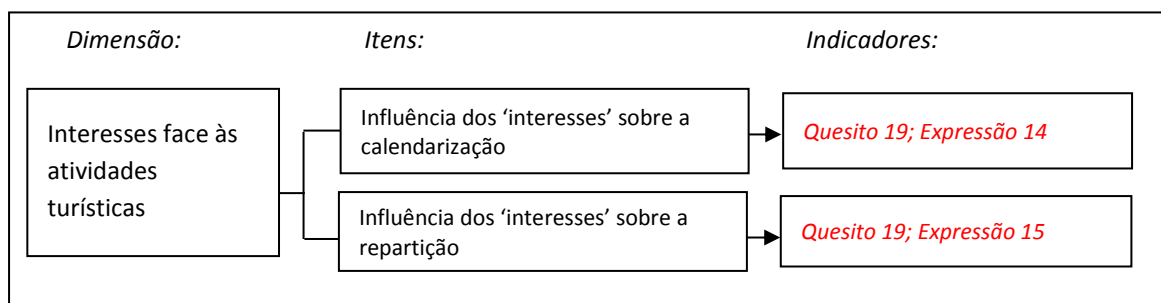 Dimensão:
Itens:
Indicadores:
Interesses face às
atividades
turísticas
Influência dos ‘interesses’ sobre a
calendarização
Quesito 19; Expressão 14
Influência dos ‘interesses’ sobre a
repartição
Quesito 19; Expressão 15